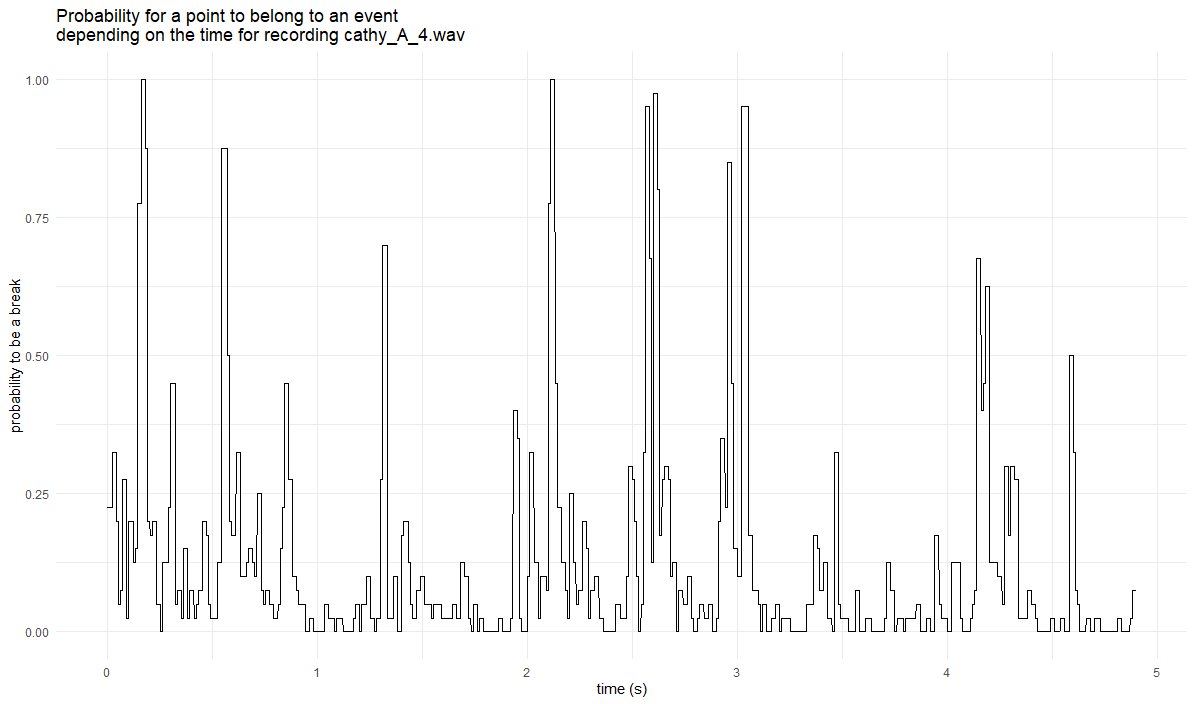 Probability for a point to belong to an event
depending on the time for recording cathy_A_4.wav
1.00
0.75
0.50
0.25
0.00
probability to be a break
0 1 2 3 4 5
time (s)